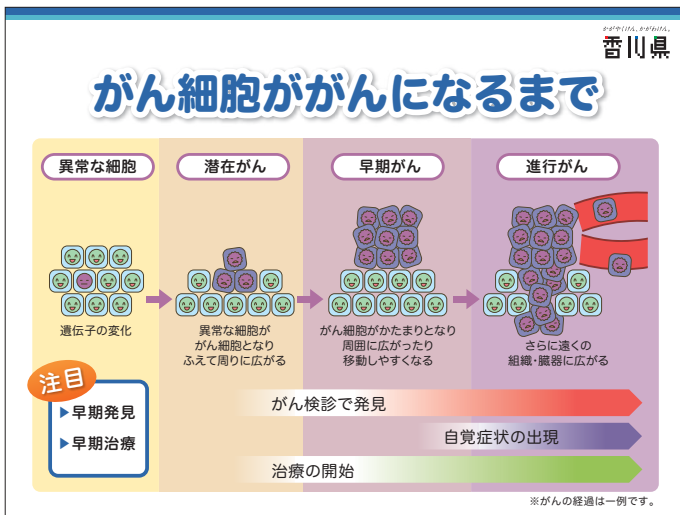 かがやくけん、かがわけん。
香川県
がん細胞ががんになるまで
異常な細胞
潜在がん
早期がん
進行がん
遺伝子の変化
異常な細胞が
がん細胞となり
ふえて周りに広がる
がん細胞がかたまりとなり
周囲に広がったり
移動しやすくなる
さらに遠くの
組織・臓器に広がる
注目
▶早期発見
▶早期治療
がん検診で発見
自覚症状の出現
治療の開始
※がんの経過は一例です。